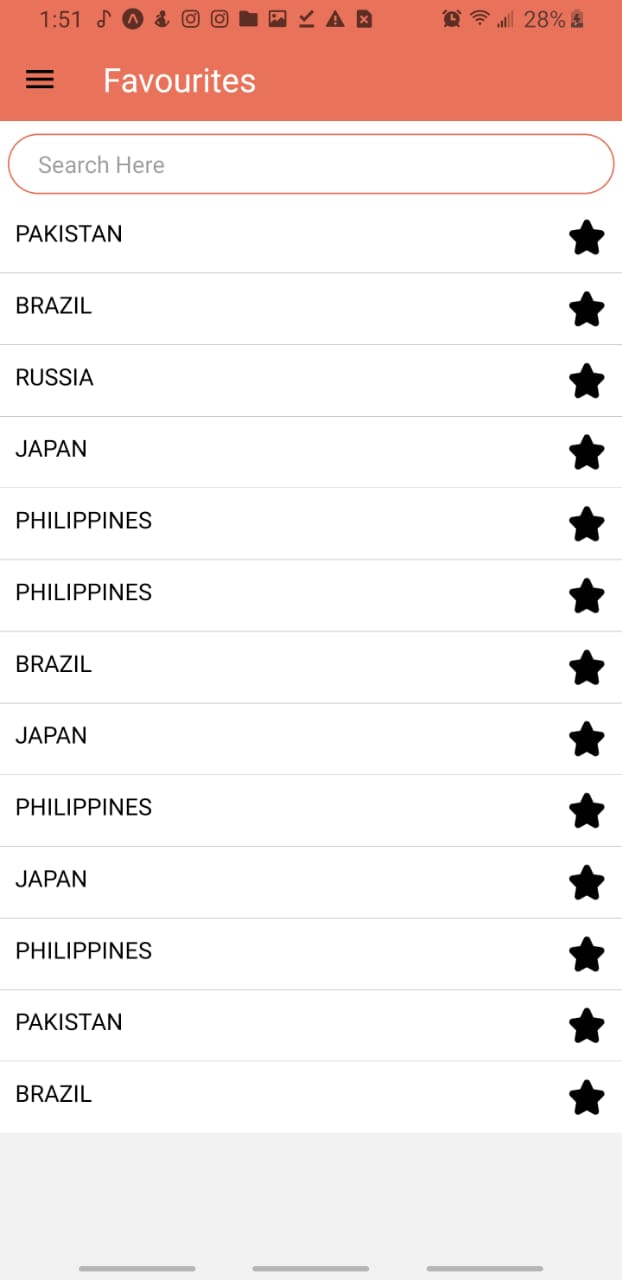 1:51 28%
Favourites
Search Here
PAKISTAN
BRAZIL
RUSSIA
JAPAN
PHILIPPINES
PHILIPPINES
BRAZIL
JAPAN
PHILIPPINES
JAPAN
PHILIPPINES
PAKISTAN
BRAZIL